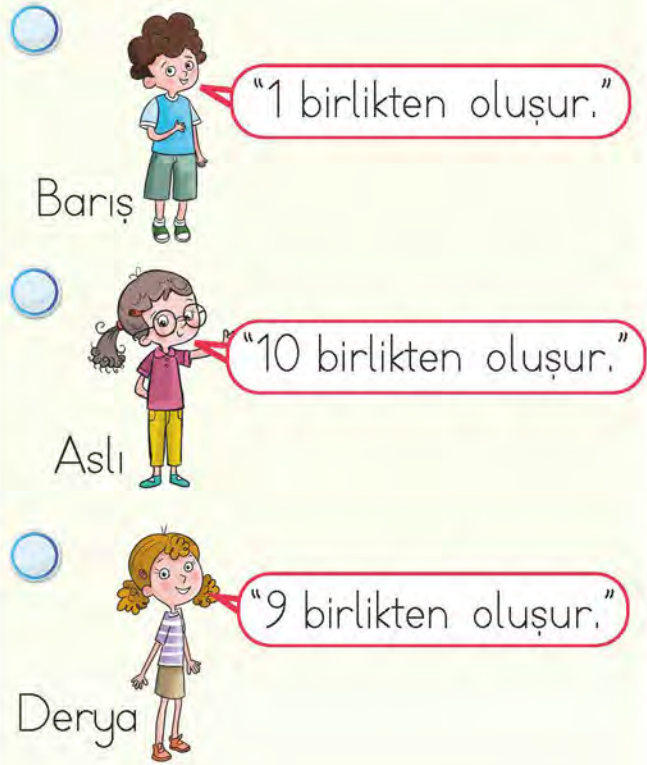 "1 birlikten oluşur."
Barış
"10 birlikten oluşur."
Aslı
"9 birlikten oluşur."
Derya